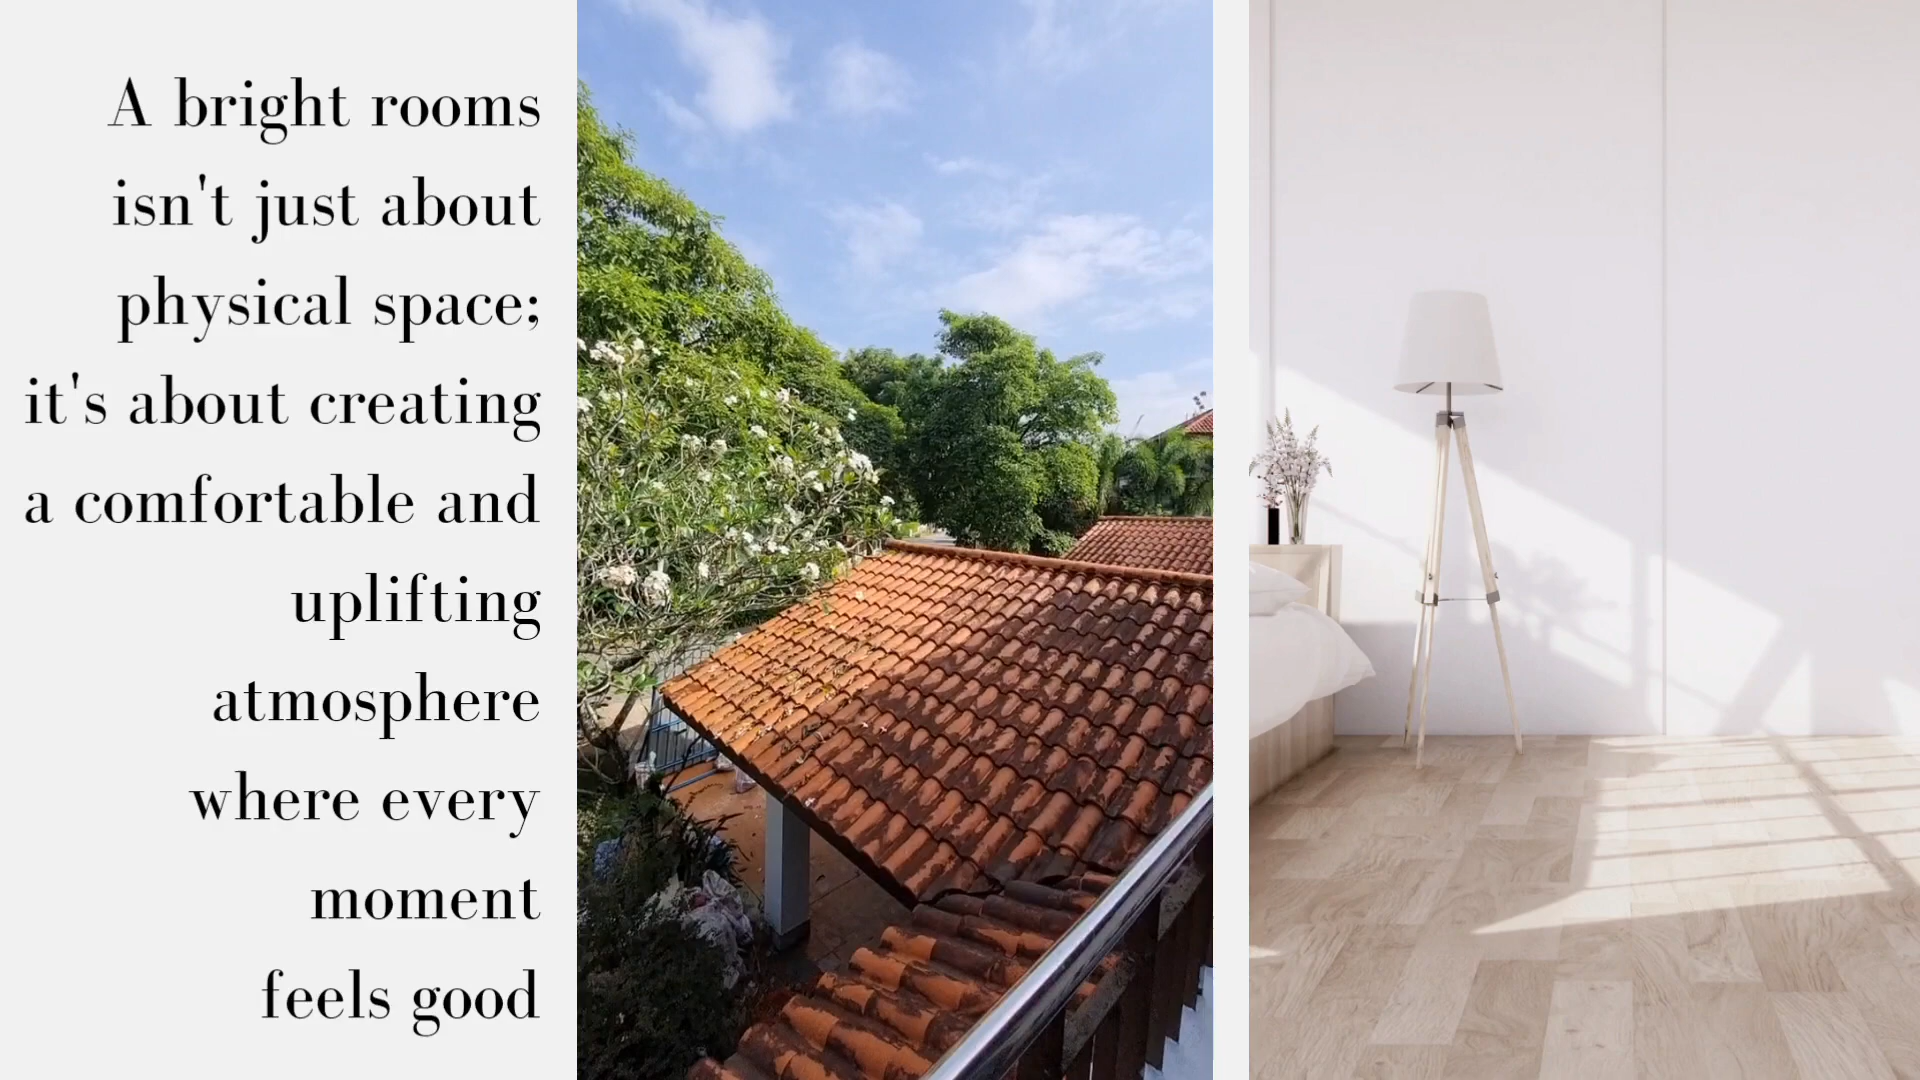 A bright rooms
isn't just about
physical space;
it's about creating
a comfortable and
uplifting
atmosphere
where every
moment
feels good